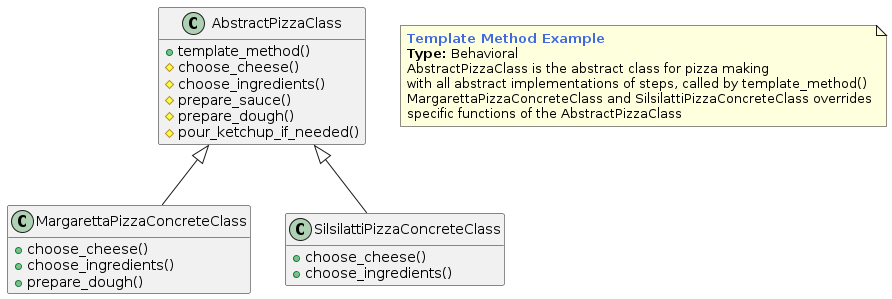 C AbstractPizzaClass
template_method()
choose_cheese()
choose_ingredients()
prepare_sauce()
prepare_dough()
pour_ketchup_if_needed()
Template Method Example
Type: Behavioral
AbstractPizzaClass is the abstract class for pizza making
with all abstract implementations of steps, called by template_method()
MargarettaPizzaConcreteClass and SilsilattiPizzaConcreteClass overrides
specific functions of the AbstractPizzaClass
C MargarettaPizzaConcreteClass
choose_cheese()
choose_ingredients()
prepare_dough()
C SilsilattiPizzaConcreteClass
choose_cheese()
choose_ingredients()